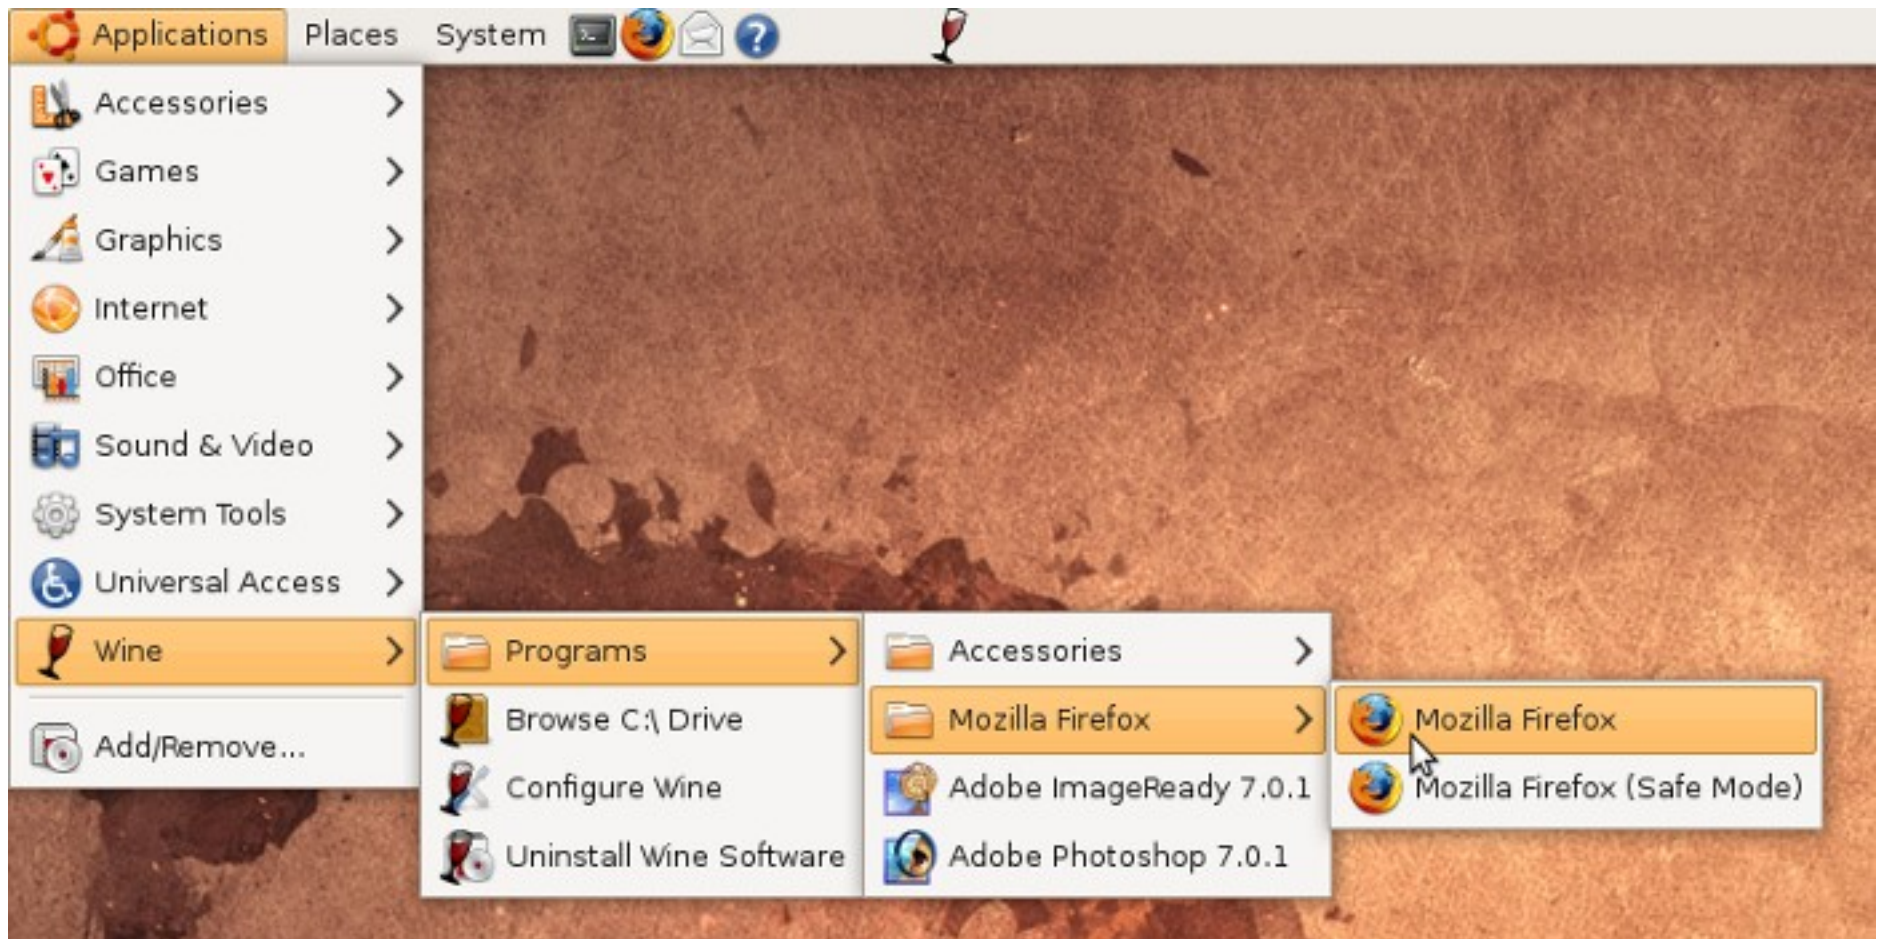 Applications Places System
Accessories
Games
Graphics
Internet
Office
Sound & Video
System Tools
Universal Access
Wine
Add/Remove...
Programs
Browse C:\ Drive
Configure Wine
Uninstall Wine Software
Accessories
Mozilla Firefox
Adobe ImageReady 7.0.1
Adobe Photoshop 7.0.1
Mozilla Firefox
Mozilla Firefox (Safe Mode)